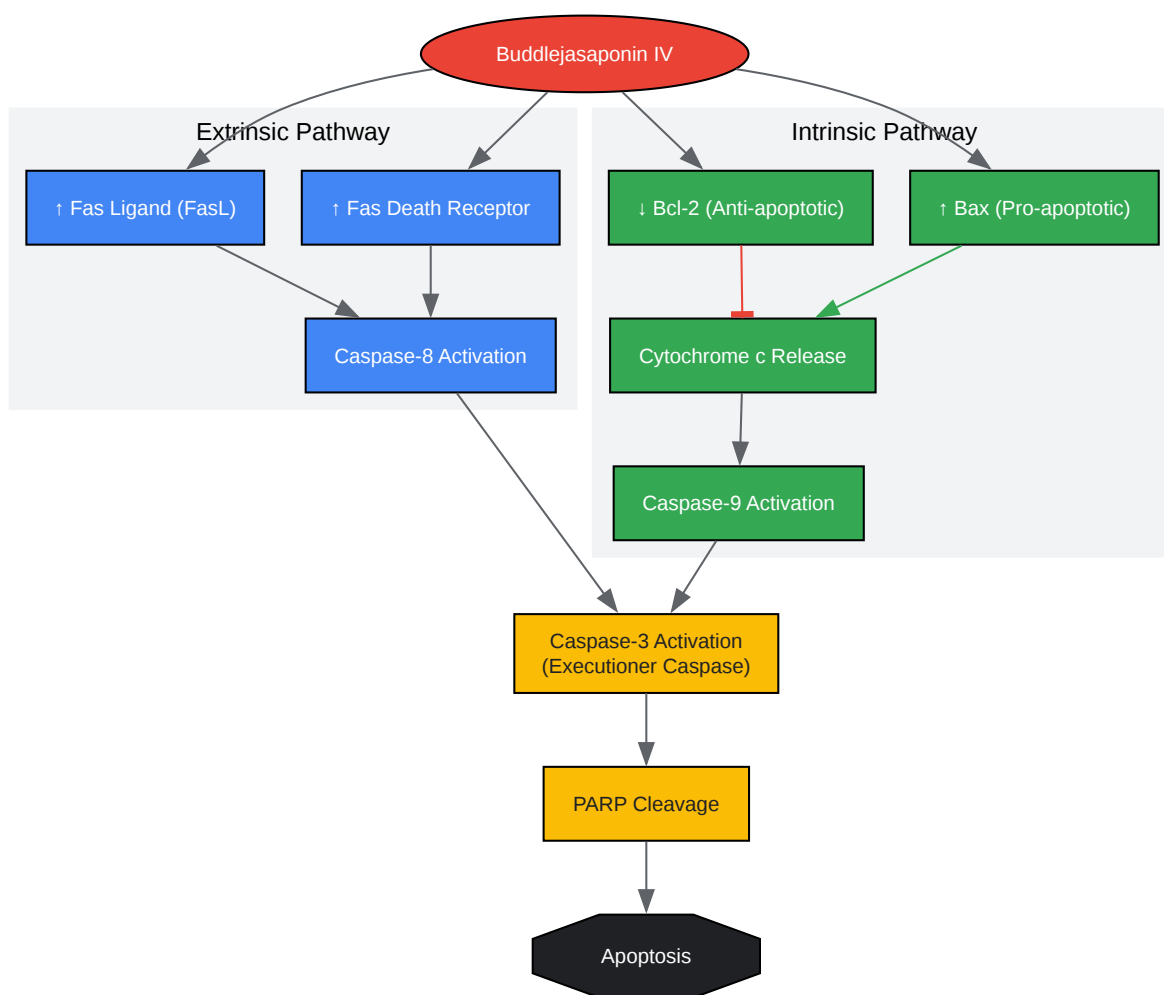 Buddlejasaponin IV
Extrinsic Pathway
Intrinsic Pathway
↑ Fas Ligand (FasL)
↑ Fas Death Receptor
↓ Bcl-2 (Anti-apoptotic)
↑ Bax (Pro-apoptotic)
Caspase-8 Activation
Cytochrome c Release
Caspase-9 Activation
Caspase-3 Activation
(Executioner Caspase)
PARP Cleavage
Apoptosis